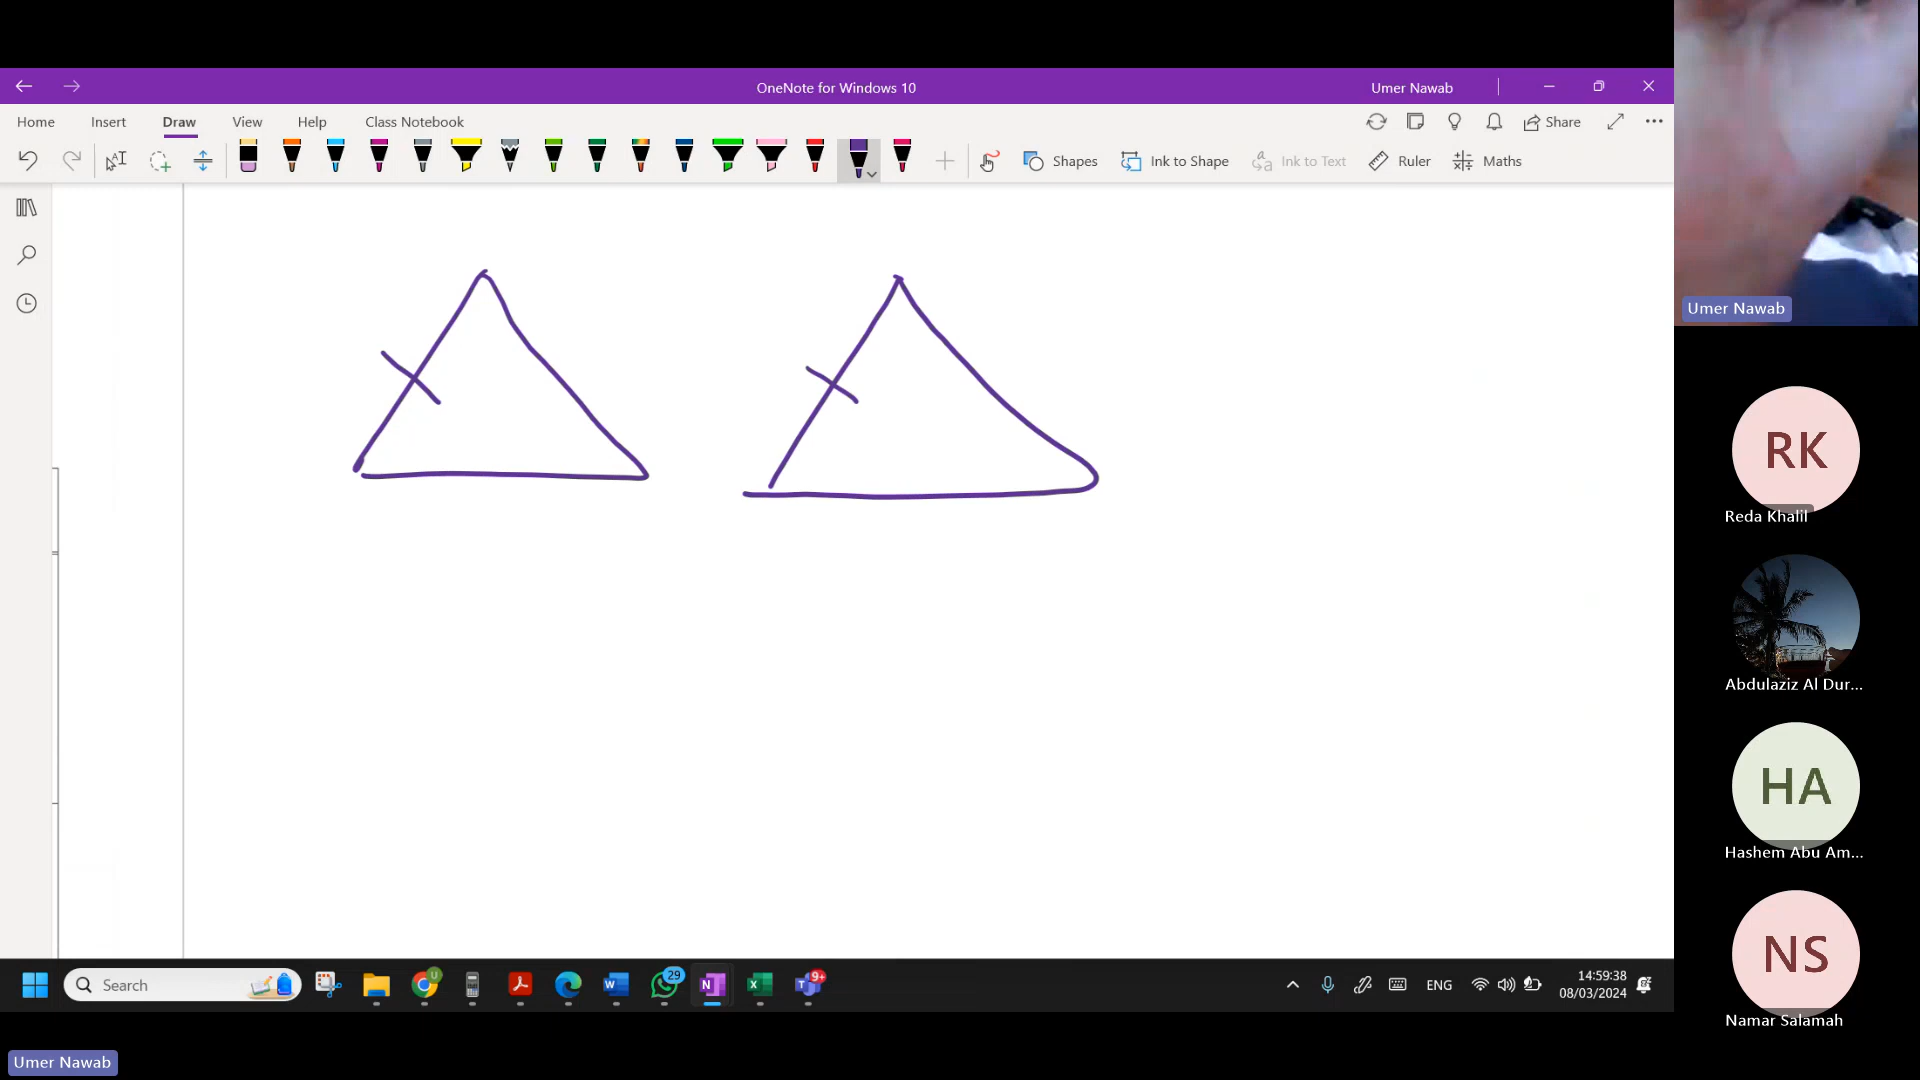 OneNote for Windows 10
Umer Nawab
Home
Insert
Draw
View
Help
Class Notebook
Share
Shapes
Ink to Shape
Ink to Text
Ruler
Maths
Umer Nawab
RK
Reda Khalil
Abdulaziz Al Dur...
HA
Hashem Abu Am...
NS
Namar Salamah
Search
U
29
9+
ENG
14:59:38
08/03/2024
Umer Nawab